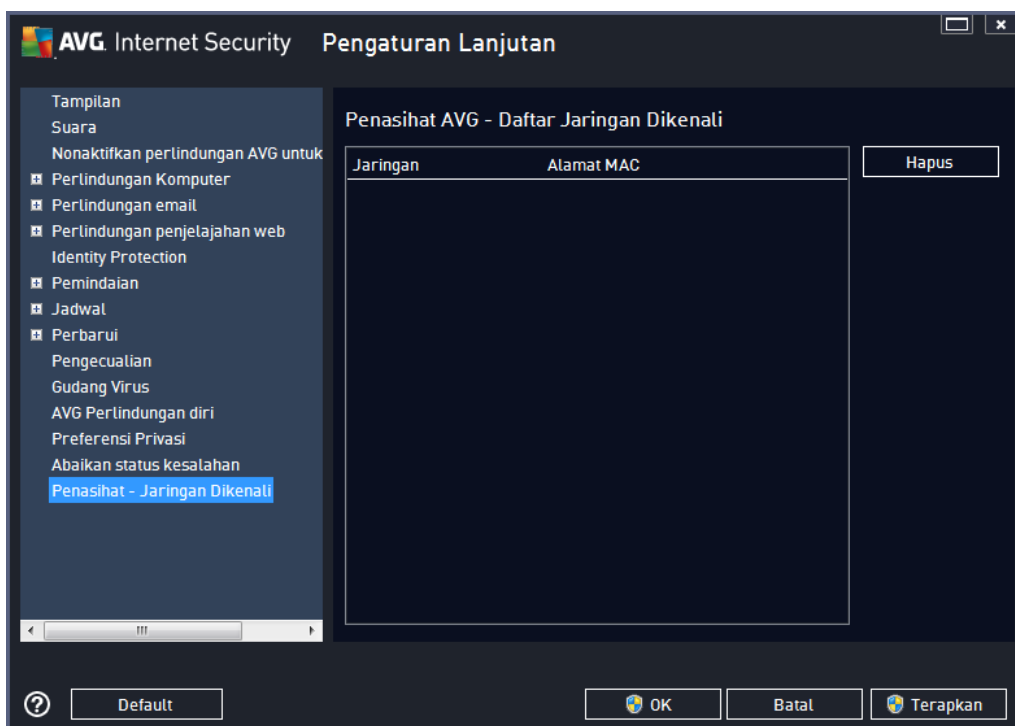 AVG. Internet Security Pengaturan Lanjutan
Tampilan
Suara
Nonaktifkan perlindungan AVG untuk
Perlindungan Komputer
Perlindungan email
Perlindungan penjelajahan web
Identity Protection
Pemindaian
Jadwal
Perbarui
Pengecualian
Gudang Virus
AVG Perlindungan diri
Preferensi Privasi
Abaikan status kesalahan
Penasihat - Jaringan Dikenali
Penasihat AVG - Daftar Jaringan Dikenali
Jaringan Alamat MAC
Hapus
Default
OK
Batal
Terapkan